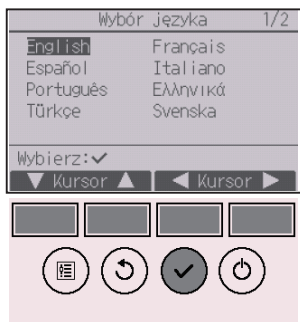 Wybór języka 1/2
English Français
Español Italiano
Português Ελληνικά
Türkçe Svenska
Wybierz:✓
▼ Kursor ▲ ◀ Kursor ▶